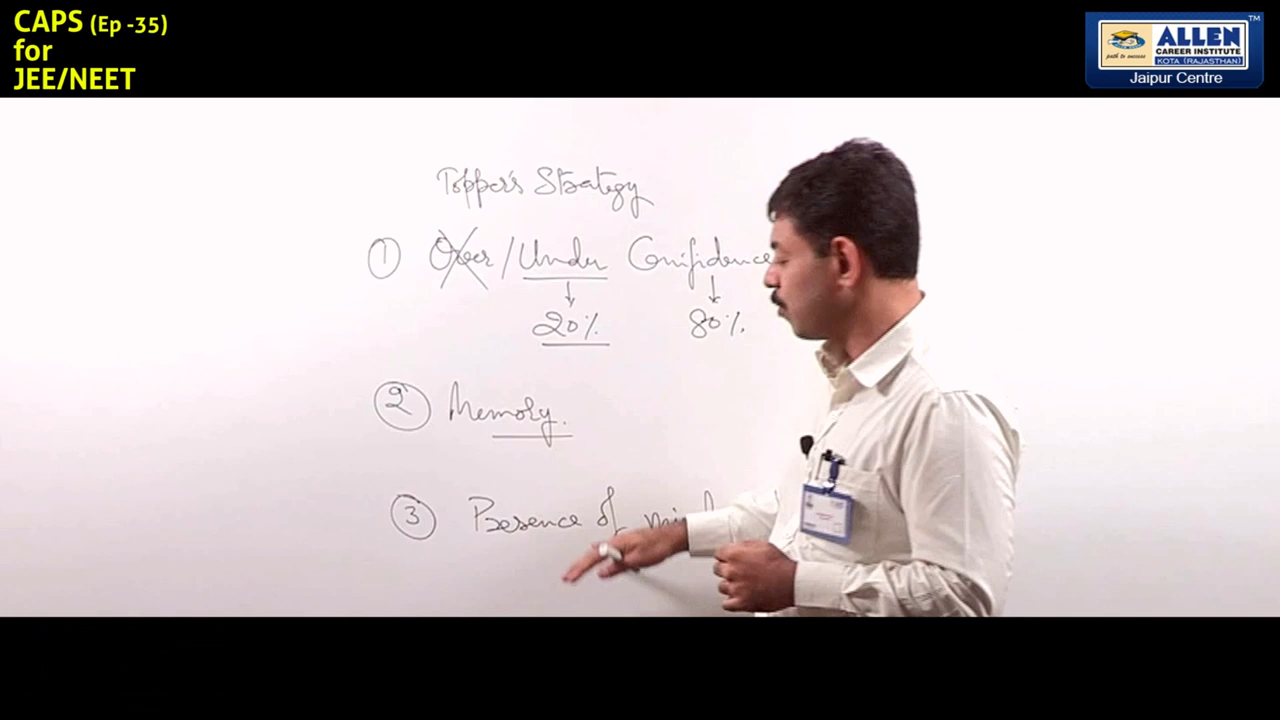 CAPS (Ep -35)
for
JEE/NEET
ALLEN
TM
CAREER INSTITUTE
path to success
KOTA (RAJASTHAN)
Jaipur Centre
Topper's Strategy
① Over / Under Confidence
20% 80%
② Memory.
③ Presence of mind